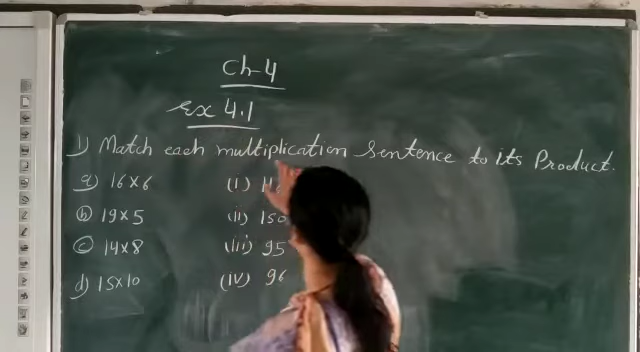 Ch-4
Ex 4.1
1) Match each multiplication Sentence to its Product.
a) 16×6 (i)
b) 19×5 (ii) 150
c) 14×8 (iii) 95
d) 15×10 (iv) 96